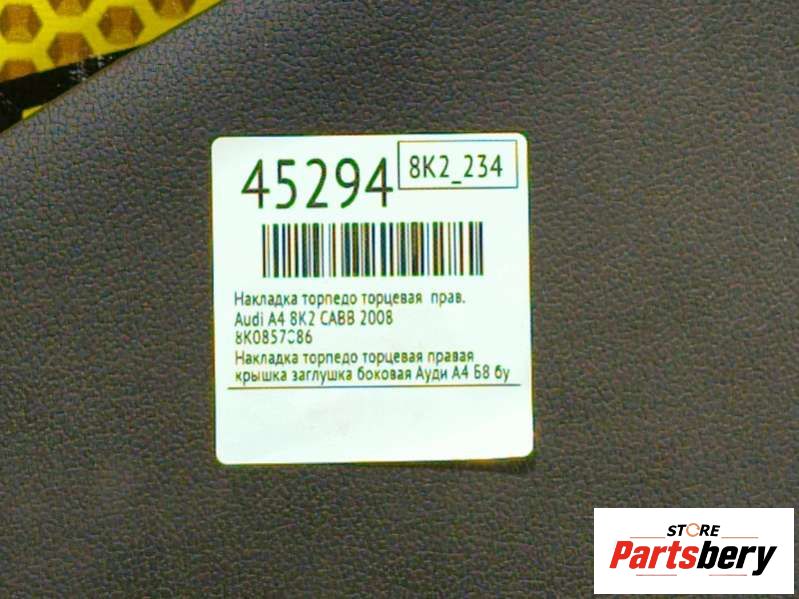 45294
8K2_234
Накладка торпедо торцевая прав.
Audi A4 8K2 CABB 2008
8K0857086
Накладка торпедо торцевая правая
крышка заглушка боковая Ауди А4 Б8 бу
STORE
Partsbery